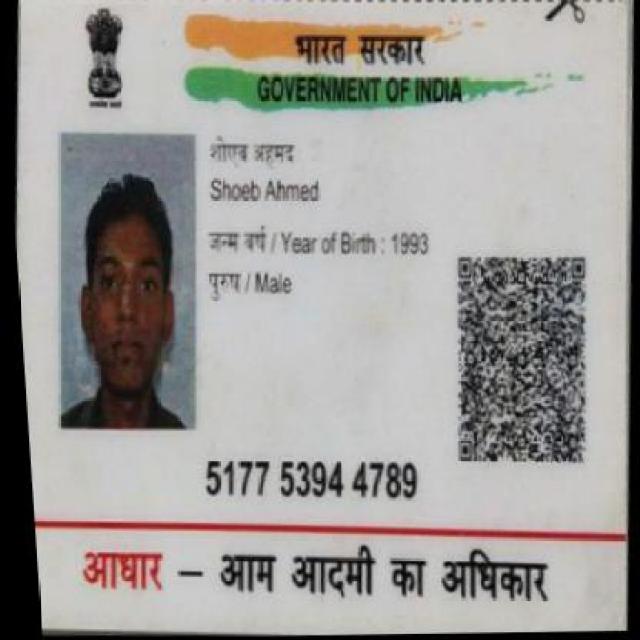 भारत सरकार
GOVERNMENT OF INDIA
शोएब अहमद
Shoeb Ahmed
जन्म वर्ष / Year of Birth : 1993
पुरुष / Male
5177 5394 4789
आधार – आम आदमी का अधिकार